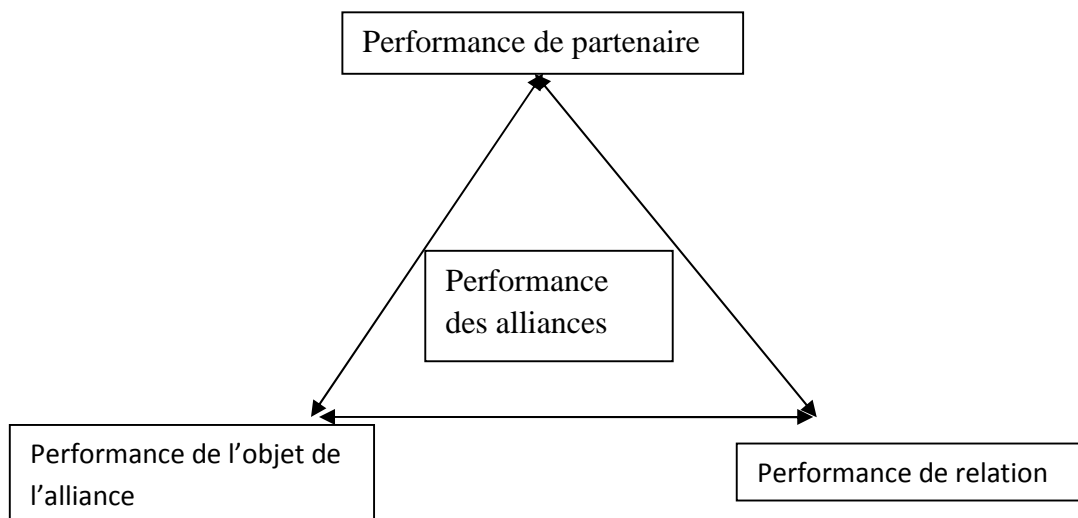 Performance de partenaire
Performance
des alliances
Performance de l’objet de
l’alliance
Performance de relation